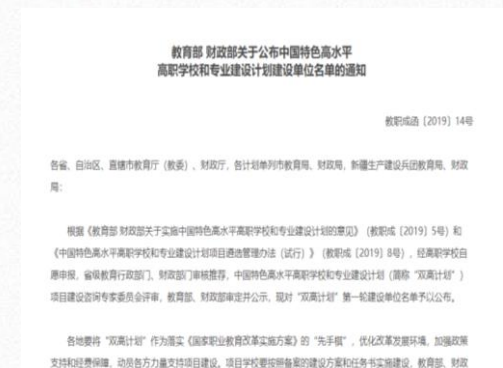 教育部 财政部关于公布中国特色高水平
高职学校和专业建设计划建设单位名单的通知
教职成函〔2019〕14号
各省、自治区、直辖市教育厅（教委）、财政厅，各计划单列市教育局、财政局，新疆生产建设兵团教育局、财政
局：
根据《教育部 财政部关于实施中国特色高水平高职学校和专业建设计划的意见》（教职成〔2019〕5号）和
《中国特色高水平高职学校和专业建设计划项目遴选管理办法（试行）》（教职成〔2019〕8号），经高职学校自
愿申报，省级教育行政部门、财政部门审核推荐，中国特色高水平高职学校和专业建设计划（简称“双高计划”）
项目建设咨询专家委员会评审，教育部、财政部审定并公示，现对“双高计划”第一轮建设单位名单予以公布。
各地要将“双高计划”作为落实《国家职业教育改革实施方案》的“先手棋”，优化改革发展环境，加强政策
支持和经费保障，动员各方力量支持项目建设。项目学校要按照备案的建设方案和任务书实施建设，教育部、财政